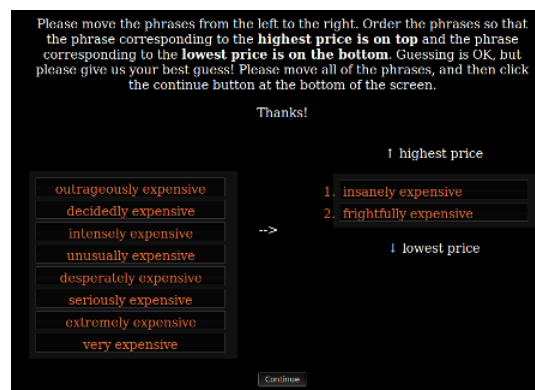 Please move the phrases from the left to the right. Order the phrases so that
the phrase corresponding to the highest price is on top and the phrase
corresponding to the lowest price is on the bottom. Guessing is OK, but
please give us your best guess! Please move all of the phrases, and then click
the continue button at the bottom of the screen.
Thanks!
↑ highest price
outrageously expensive
decidedly expensive
intensely expensive
unusually expensive
desperately expensive
seriously expensive
extremely expensive
very expensive
-->
1. insanely expensive
2. frightfully expensive
↓ lowest price
Continue